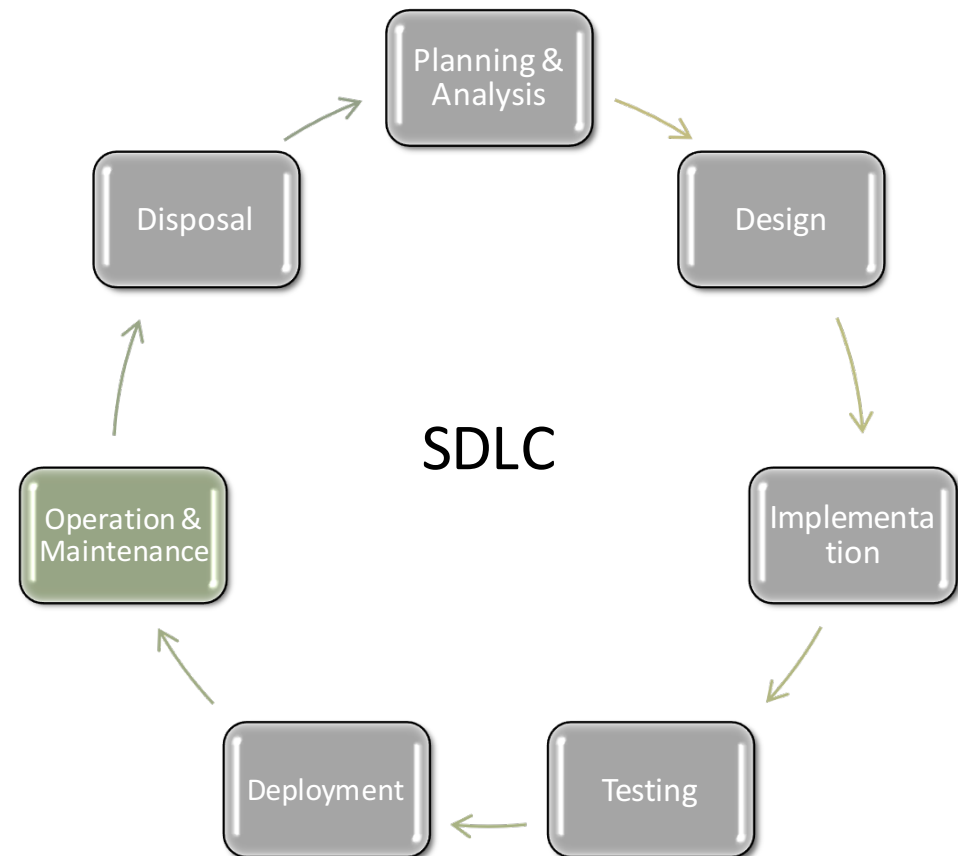 Planning &
Analysis
Disposal
Design
SDLC
Operation &
Maintenance
Implementa
tion
Deployment
Testing